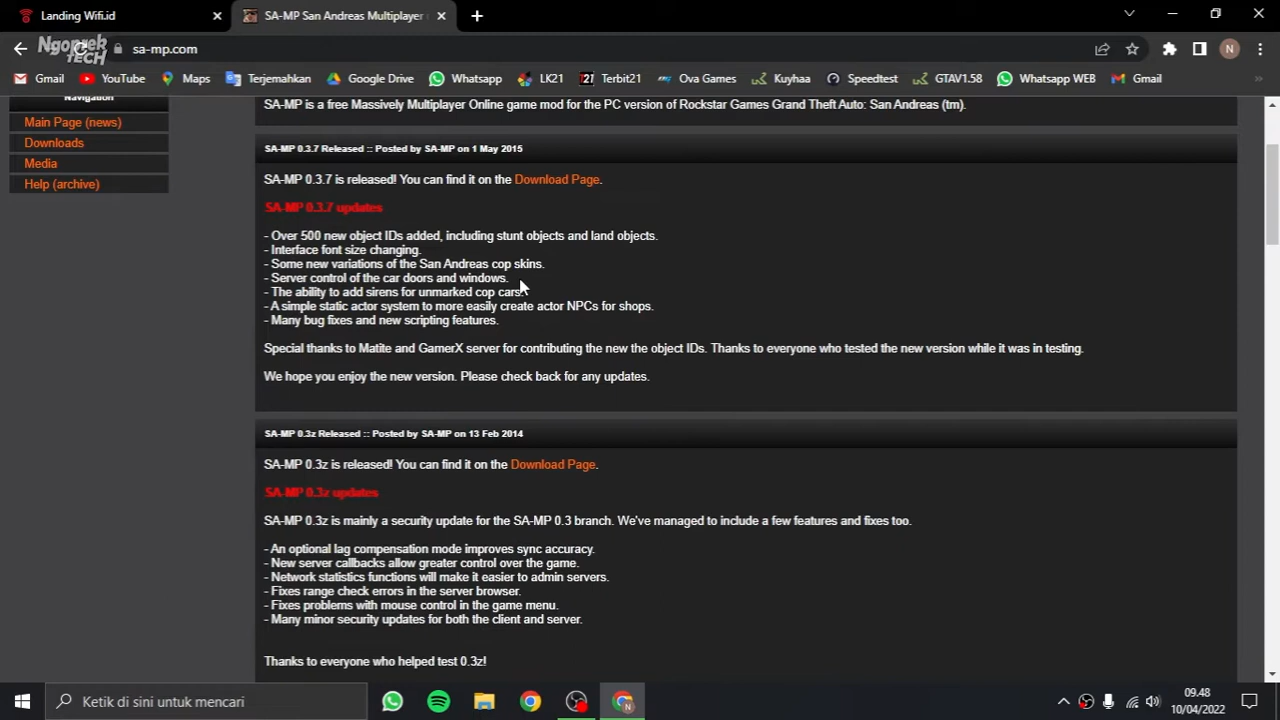 Landing Wifi.id
SA-MP San Andreas Multiplayer
Ngoprek TECH
sa-mp.com
N
Gmail YouTube Maps Terjemahkan Google Drive Whatsapp LK21 Terbit21 Ova Games Kuyhaa Speedtest GTAV1.58 Whatsapp WEB Gmail
Navigation
Main Page (news)
Downloads
Media
Help (archive)
SA-MP is a free Massively Multiplayer Online game mod for the PC version of Rockstar Games Grand Theft Auto: San Andreas (tm).
SA-MP 0.3.7 Released :: Posted by SA-MP on 1 May 2015
SA-MP 0.3.7 is released! You can find it on the Download Page.
SA-MP 0.3.7 updates
- Over 500 new object IDs added, including stunt objects and land objects.
- Interface font size changing.
- Some new variations of the San Andreas cop skins.
- Server control of the car doors and windows.
- The ability to add sirens for unmarked cop cars.
- A simple static actor system to more easily create actor NPCs for shops.
- Many bug fixes and new scripting features.
Special thanks to Matite and GamerX server for contributing the new the object IDs. Thanks to everyone who tested the new version while it was in testing.
We hope you enjoy the new version. Please check back for any updates.
SA-MP 0.3z Released :: Posted by SA-MP on 13 Feb 2014
SA-MP 0.3z is released! You can find it on the Download Page.
SA-MP 0.3z updates
SA-MP 0.3z is mainly a security update for the SA-MP 0.3 branch. We've managed to include a few features and fixes too.
- An optional lag compensation mode improves sync accuracy.
- New server callbacks allow greater control over the game.
- Network statistics functions will make it easier to admin servers.
- Fixes range check errors in the server browser.
- Fixes problems with mouse control in the game menu.
- Many minor security updates for both the client and server.
Thanks to everyone who helped test 0.3z!
Ketik di sini untuk mencari
09.48
10/04/2022